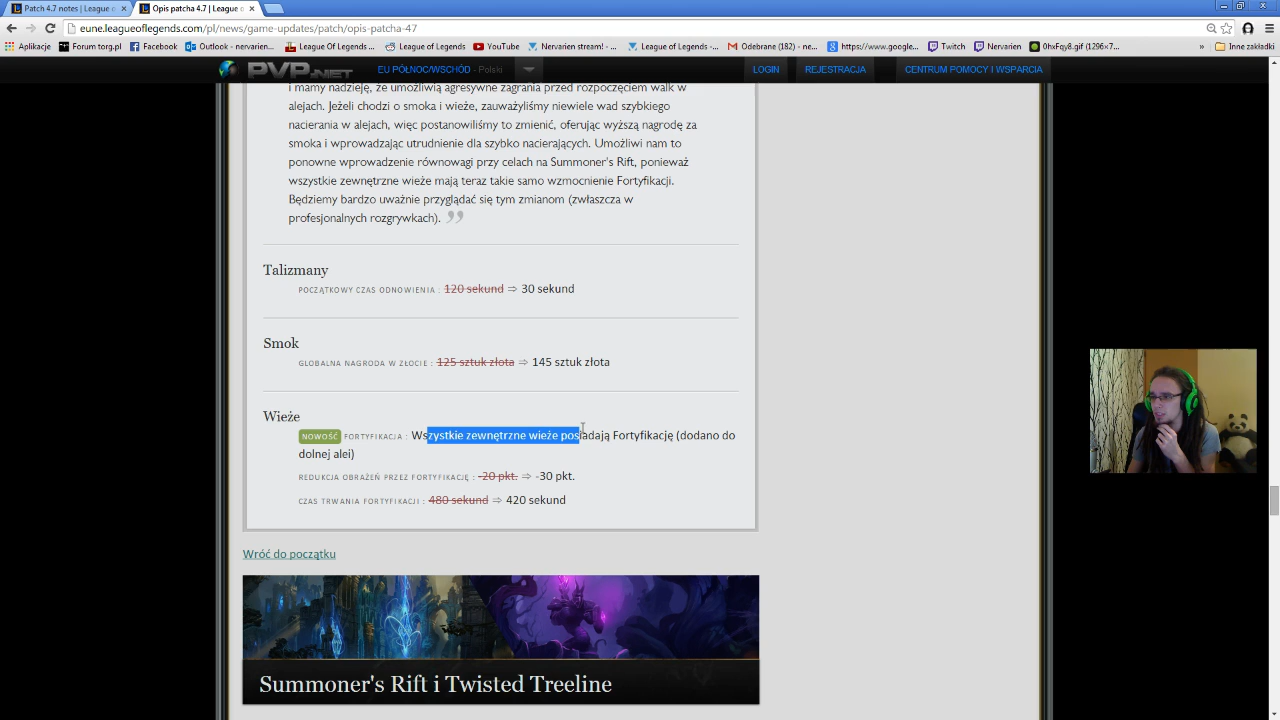 Patch 4.7 notes | League o
Opis patcha 4.7 | League o
eune.leagueoflegends.com/pl/news/game-updates/patch/opis-patcha-47
Aplikacje Forum torg.pl Facebook Outlook - nervarien... League Of Legends ... League of Legends -... YouTube Nervarien stream! -... League of Legends -... Odebrane (182) - ne... https://www.google... Twitch Nervarien 0hxFqy8.gif (1296×7... » Inne zakładki
PVP.NET EU PÓŁNOC/WSCHÓD - Polski LOGIN REJESTRACJA CENTRUM POMOCY I WSPARCIA
i mamy nadzieję, że umożliwią agresywne zagrania przed rozpoczęciem walk w
alejach. Jeżeli chodzi o smoka i wieże, zauważyliśmy niewiele wad szybkiego
nacierania w alejach, więc postanowiliśmy to zmienić, oferując wyższą nagrodę za
smoka i wprowadzając utrudnienie dla szybko nacierających. Umożliwi nam to
ponowne wprowadzenie równowagi przy celach na Summoner's Rift, ponieważ
wszystkie zewnętrzne wieże mają teraz takie samo wzmocnienie Fortyfikacji.
Będziemy bardzo uważnie przyglądać się tym zmianom (zwłaszcza w
profesjonalnych rozgrywkach). ”
Talizmany
POCZĄTKOWY CZAS ODNOWIENIA : 120 sekund ⇒ 30 sekund
Smok
GLOBALNA NAGRODA W ZŁOCIE : 125 sztuk złota ⇒ 145 sztuk złota
Wieże
NOWOŚĆ FORTYFIKACJA : Wszystkie zewnętrzne wieże posiadają Fortyfikację (dodano do
dolnej alei)
REDUKCJA OBRAŻEŃ PRZEZ FORTYFIKACJĘ : -20 pkt. ⇒ -30 pkt.
CZAS TRWANIA FORTYFIKACJI : 480 sekund ⇒ 420 sekund
Wróć do początku
Summoner's Rift i Twisted Treeline